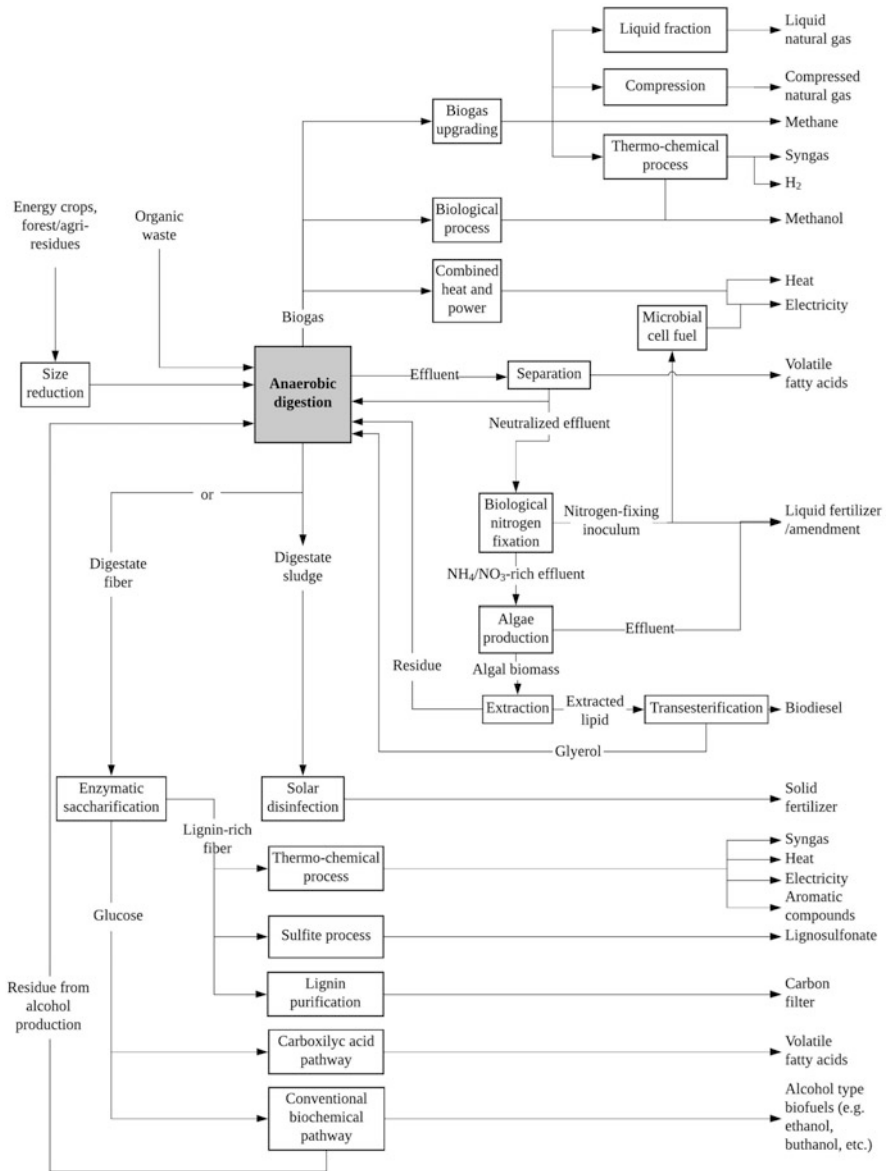 Liquid fraction
Liquid
natural gas
Compression
Compressed
natural gas
Biogas
upgrading
Methane
Thermo-chemical
process
Syngas
H₂
Energy crops,
forest/agri-
residues
Organic
waste
Biological
process
Methanol
Combined
heat and
power
Heat
Electricity
Biogas
Microbial
cell fuel
Size
reduction
Anaerobic
digestion
Effluent
Separation
Volatile
fatty acids
Neutralized effluent
or
Biological
nitrogen
fixation
Nitrogen-fixing
inoculum
Liquid fertilizer
/amendment
Digestate
fiber
Digestate
sludge
NH₄/NO₃-rich effluent
Algae
production
Effluent
Residue
Algal biomass
Extraction
Extracted
lipid
Transesterification
Biodiesel
Glyerol
Enzymatic
saccharification
Solar
disinfection
Solid
fertilizer
Lignin-rich
fiber
Thermo-chemical
process
Syngas
Heat
Electricity
Aromatic
compounds
Glucose
Sulfite process
Lignosulfonate
Residue from
alcohol
production
Lignin
purification
Carbon
filter
Carboxilyc acid
pathway
Volatile
fatty acids
Conventional
biochemical
pathway
Alcohol type
biofuels (e.g.
ethanol,
buthanol, etc.)